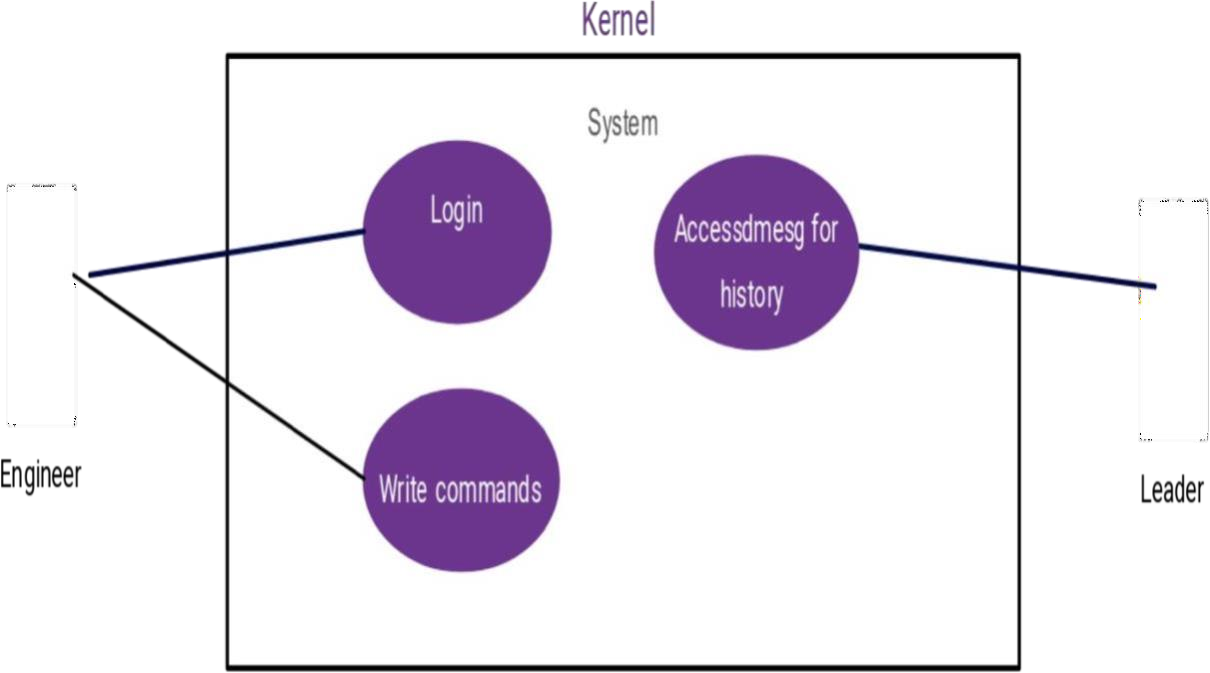 Kernel
System
Login
Accessdmesg for
history
Write commands
Engineer
Leader